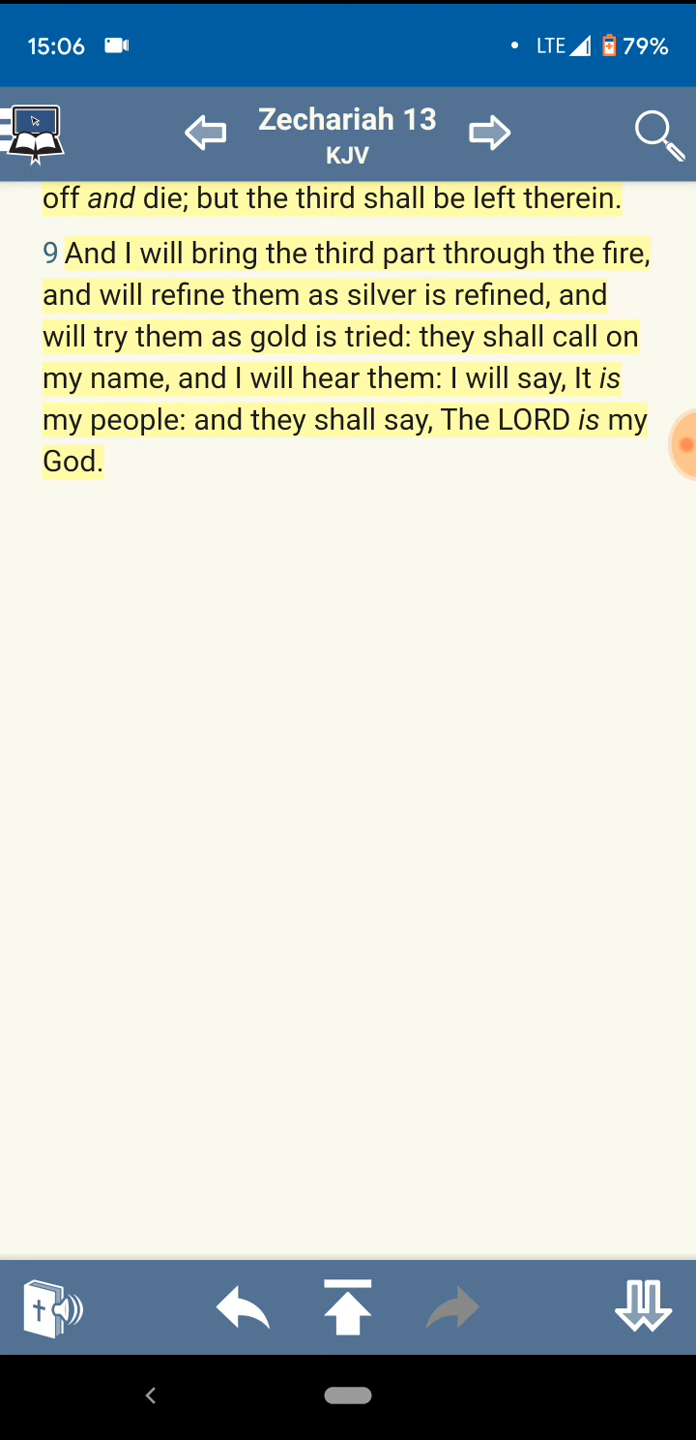 15:06
LTE 79%
Zechariah 13
KJV
off and die; but the third shall be left therein.
9 And I will bring the third part through the fire,
and will refine them as silver is refined, and
will try them as gold is tried: they shall call on
my name, and I will hear them: I will say, It is
my people: and they shall say, The LORD is my
God.